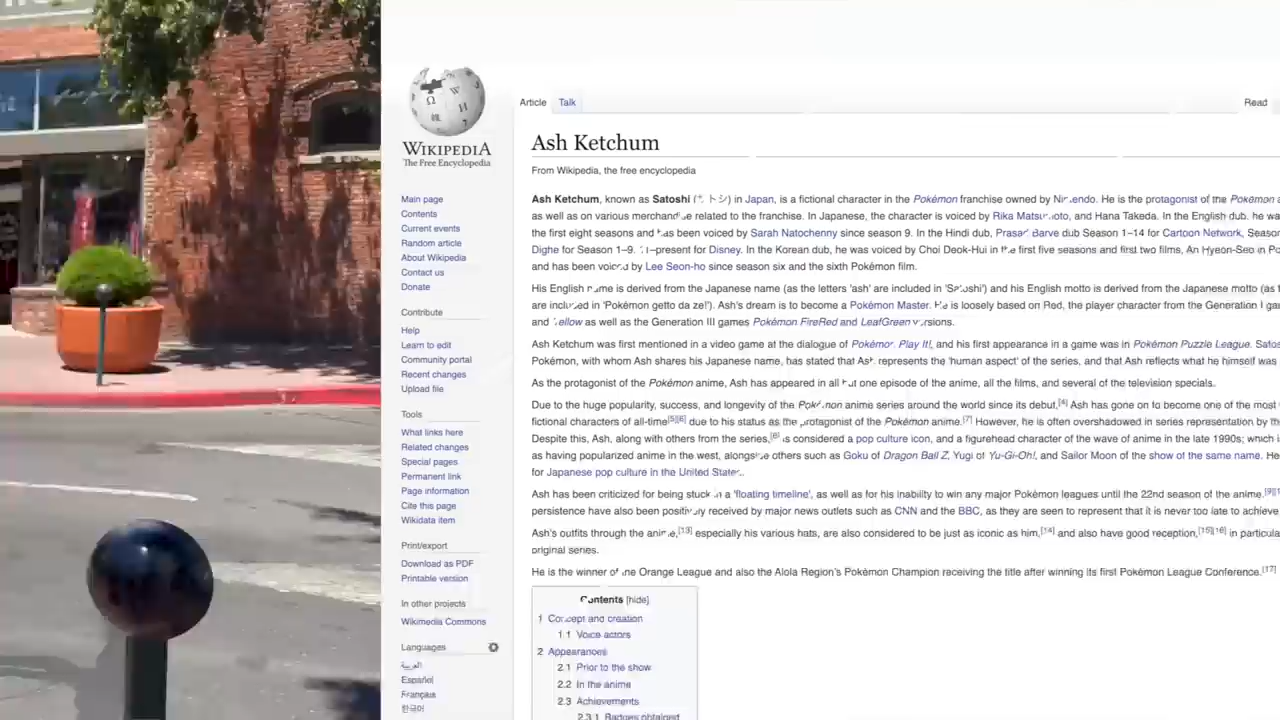 WIKIPEDIA
The Free Encyclopedia
Main page
Contents
Current events
Random article
About Wikipedia
Contact us
Donate
Contribute
Help
Learn to edit
Community portal
Recent changes
Upload file
Tools
What links here
Related changes
Special pages
Permanent link
Page information
Cite this page
Wikidata item
Print/export
Download as PDF
Printable version
In other projects
Wikimedia Commons
Languages
العربية
Español
Français
한국어
Article Talk
Read
Ash Ketchum
From Wikipedia, the free encyclopedia
Ash Ketchum, known as Satoshi (サトシ) in Japan, is a fictional character in the Pokémon franchise owned by Nintendo. He is the protagonist of the Pokémon
as well as on various merchandise related to the franchise. In Japanese, the character is voiced by Rika Matsumoto, and Hana Takeda. In the English dub, he was
the first eight seasons and has been voiced by Sarah Natochenny since season 9. In the Hindi dub, Prasad Barve dub Season 1–14 for Cartoon Network, Season
Dighe for Season 1–9. –present for Disney. In the Korean dub, he was voiced by Choi Deok-Hui in the first five seasons and first two films, An Hyeon-Seo in
and has been voiced by Lee Seon-ho since season six and the sixth Pokémon film.
His English name is derived from the Japanese name (as the letters 'ash' are included in 'Satoshi') and his English motto is derived from the Japanese motto (as
are included in 'Pokémon getto da ze!'). Ash's dream is to become a Pokémon Master. He is loosely based on Red, the player character from the Generation I
and Yellow as well as the Generation III games Pokémon FireRed and LeafGreen versions.
Ash Ketchum was first mentioned in a video game at the dialogue of Pokémon Play It!, and his first appearance in a game was in Pokémon Puzzle League.
Pokémon, with whom Ash shares his Japanese name, has stated that Ash represents the 'human aspect' of the series, and that Ash reflects what he himself was
As the protagonist of the Pokémon anime, Ash has appeared in all but one episode of the anime, all the films, and several of the television specials.
Due to the huge popularity, success, and longevity of the Pokémon anime series around the world since its debut,[4] Ash has gone on to become one of the most
fictional characters of all-time[5][6] due to his status as the protagonist of the Pokémon anime.[7] However, he is often overshadowed in series representation by
Despite this, Ash, along with others from the series,[6] is considered a pop culture icon, and a figurehead character of the wave of anime in the late 1990s; which
as having popularized anime in the west, alongside others such as Goku of Dragon Ball Z, Yugi of Yu-Gi-Oh!, and Sailor Moon of the show of the same name. He
for Japanese pop culture in the United States.
Ash has been criticized for being stuck in a 'floating timeline', as well as for his inability to win any major Pokémon leagues until the 22nd season of the anime.[9]
persistence have also been positively received by major news outlets such as CNN and the BBC, as they are seen to represent that it is never too late to achieve
Ash's outfits through the anime,[13] especially his various hats, are also considered to be just as iconic as him,[14] and also have good reception,[15][16] in
original series.
He is the winner of the Orange League and also the Alola Region's Pokémon Champion receiving the title after winning its first Pokémon League Conference.[17]
Contents [hide]
1 Concept and creation
1.1 Voice actors
2 Appearances
2.1 Prior to the show
2.2 In the anime
2.3 Achievements
2.3.1 Badges obtained